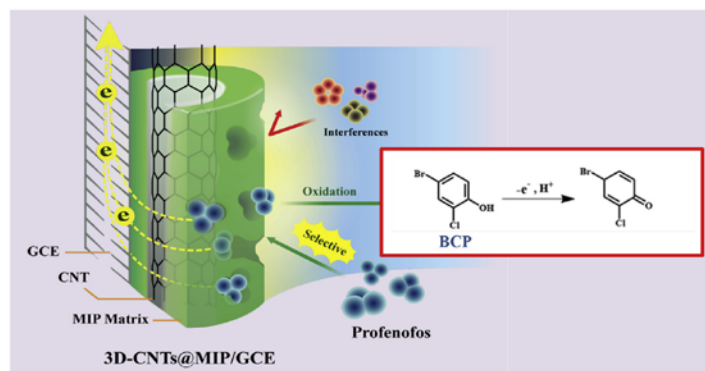 e
e
e
GCE
CNT
MIP Matrix
3D-CNTs@MIP/GCE
Interferences
Oxidation
Selective
Profenofos
Br
OH
Cl
BCP
-e⁻, H⁺
Br
O
Cl